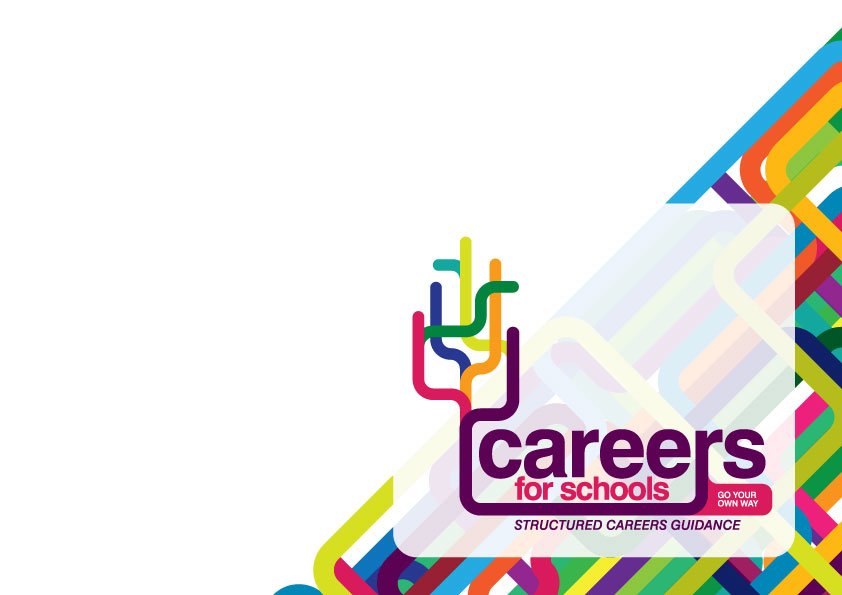 careers
for schools
GO YOUR
OWN WAY
STRUCTURED CAREERS GUIDANCE